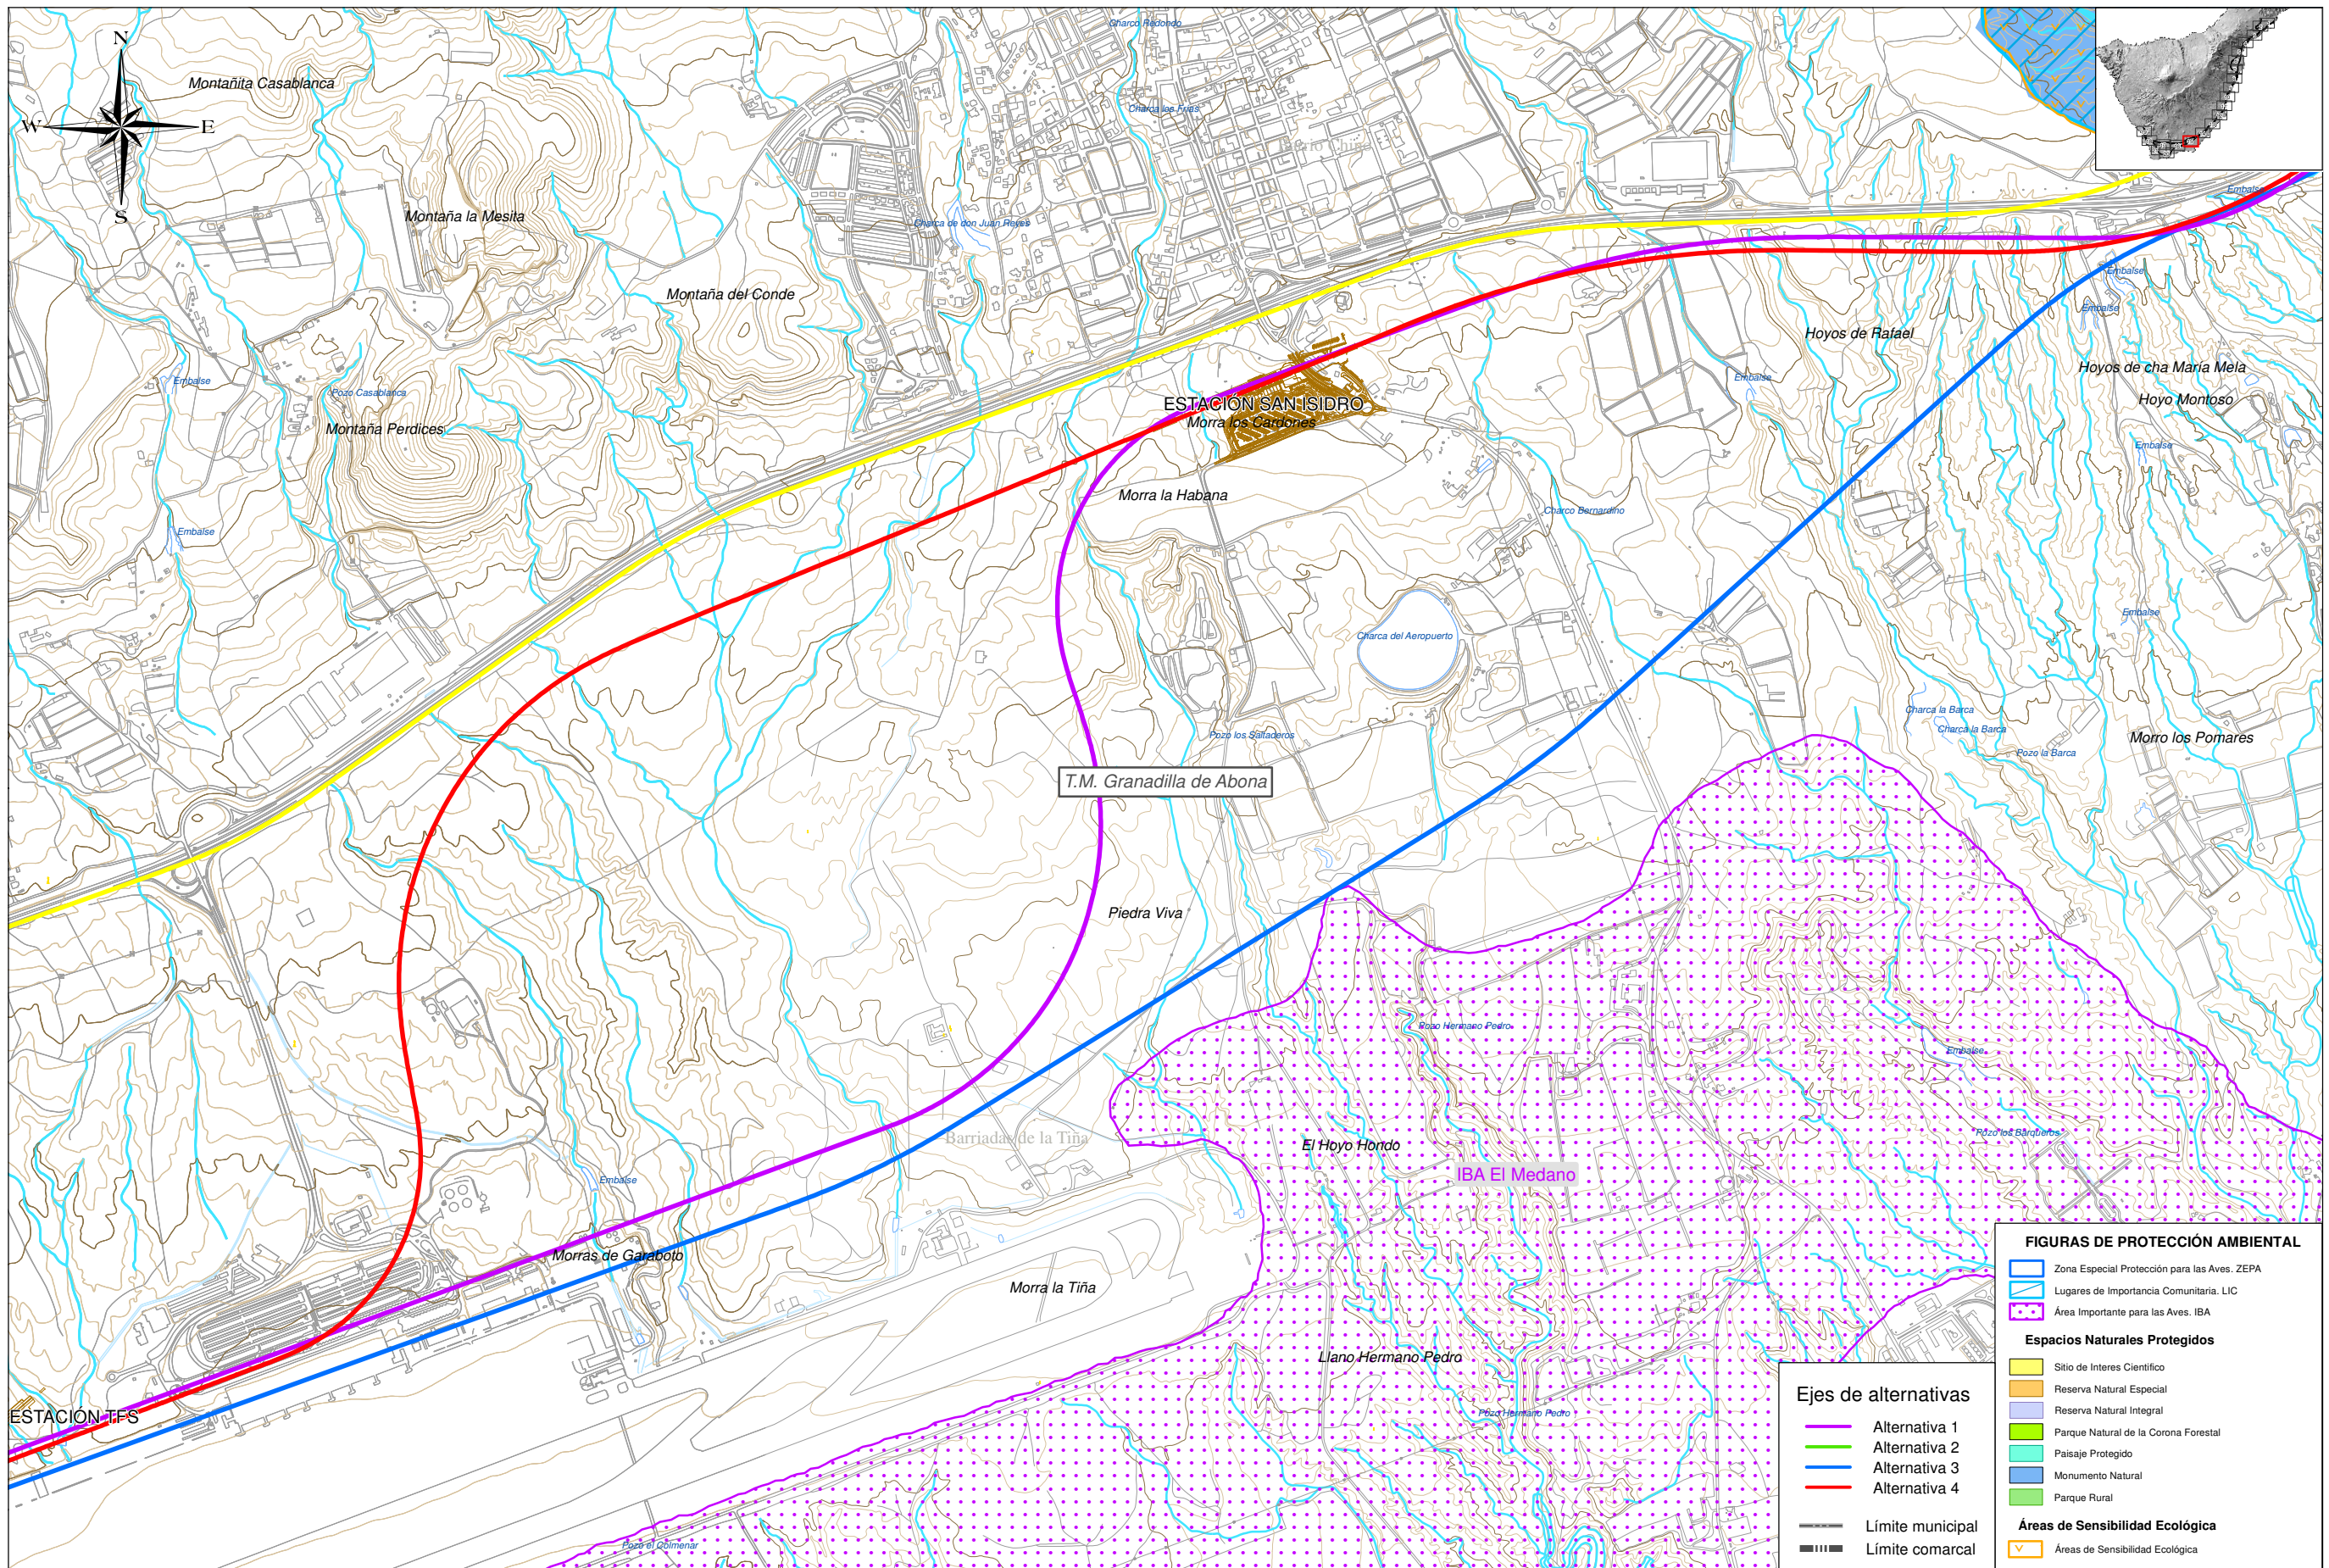 Charco Redondo
N
Montañita Casablanca
Charca los Frias
W
E
Barrio Chino
Embalse
S
Montaña la Mesita
Charca de don Juan Reyes
Embalse
Montaña del Conde
Embalse
Hoyos de Rafael
Hoyos de cha María Mela
Embalse
Embalse
Pozo Casablanca
Hoyo Montoso
ESTACIÓN SAN ISIDRO
Morra los Cardones
Montaña Perdices
Embalse
Morra la Habana
Charco Bernardino
Embalse
Embalse
Charca del Aeropuerto
Charca la Barca
Charca la Barca
Pozo los Saltaderos
Morro los Pomares
Pozo la Barca
T.M. Granadilla de Abona
Piedra Viva
Pozo Hermano Pedro
Embalse
Barriadas de la Tiña
Pozo los Barqueros
El Hoyo Hondo
IBA El Medano
Embalse
Morras de Garaboto
Morra la Tiña
Llano Hermano Pedro
Pozo Hermano Pedro
ESTACIÓN TFS
Pozo el Colmenar
Ejes de alternativas
Alternativa 1
Alternativa 2
Alternativa 3
Alternativa 4
Límite municipal
Límite comarcal
FIGURAS DE PROTECCIÓN AMBIENTAL
Zona Especial Protección para las Aves. ZEPA
Lugares de Importancia Comunitaria. LIC
Área Importante para las Aves. IBA
Espacios Naturales Protegidos
Sitio de Interes Cientifico
Reserva Natural Especial
Reserva Natural Integral
Parque Natural de la Corona Forestal
Paisaje Protegido
Monumento Natural
Parque Rural
Áreas de Sensibilidad Ecológica
Áreas de Sensibilidad Ecológica